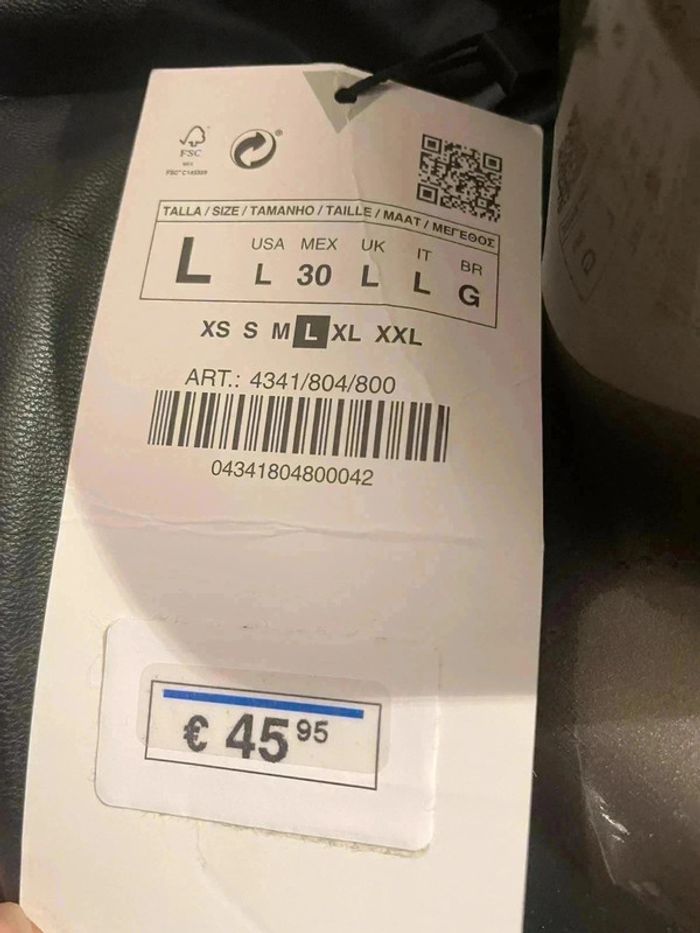 FSC
MIX
TALLA / SIZE / TAMANHO / TAILLE / MAAT / ΜΕΓΕΘΟΣ
USA MEX UK IT BR
L L 30 L L G
XS S M L XL XXL
ART.: 4341/804/800
04341804800042
€ 45 95